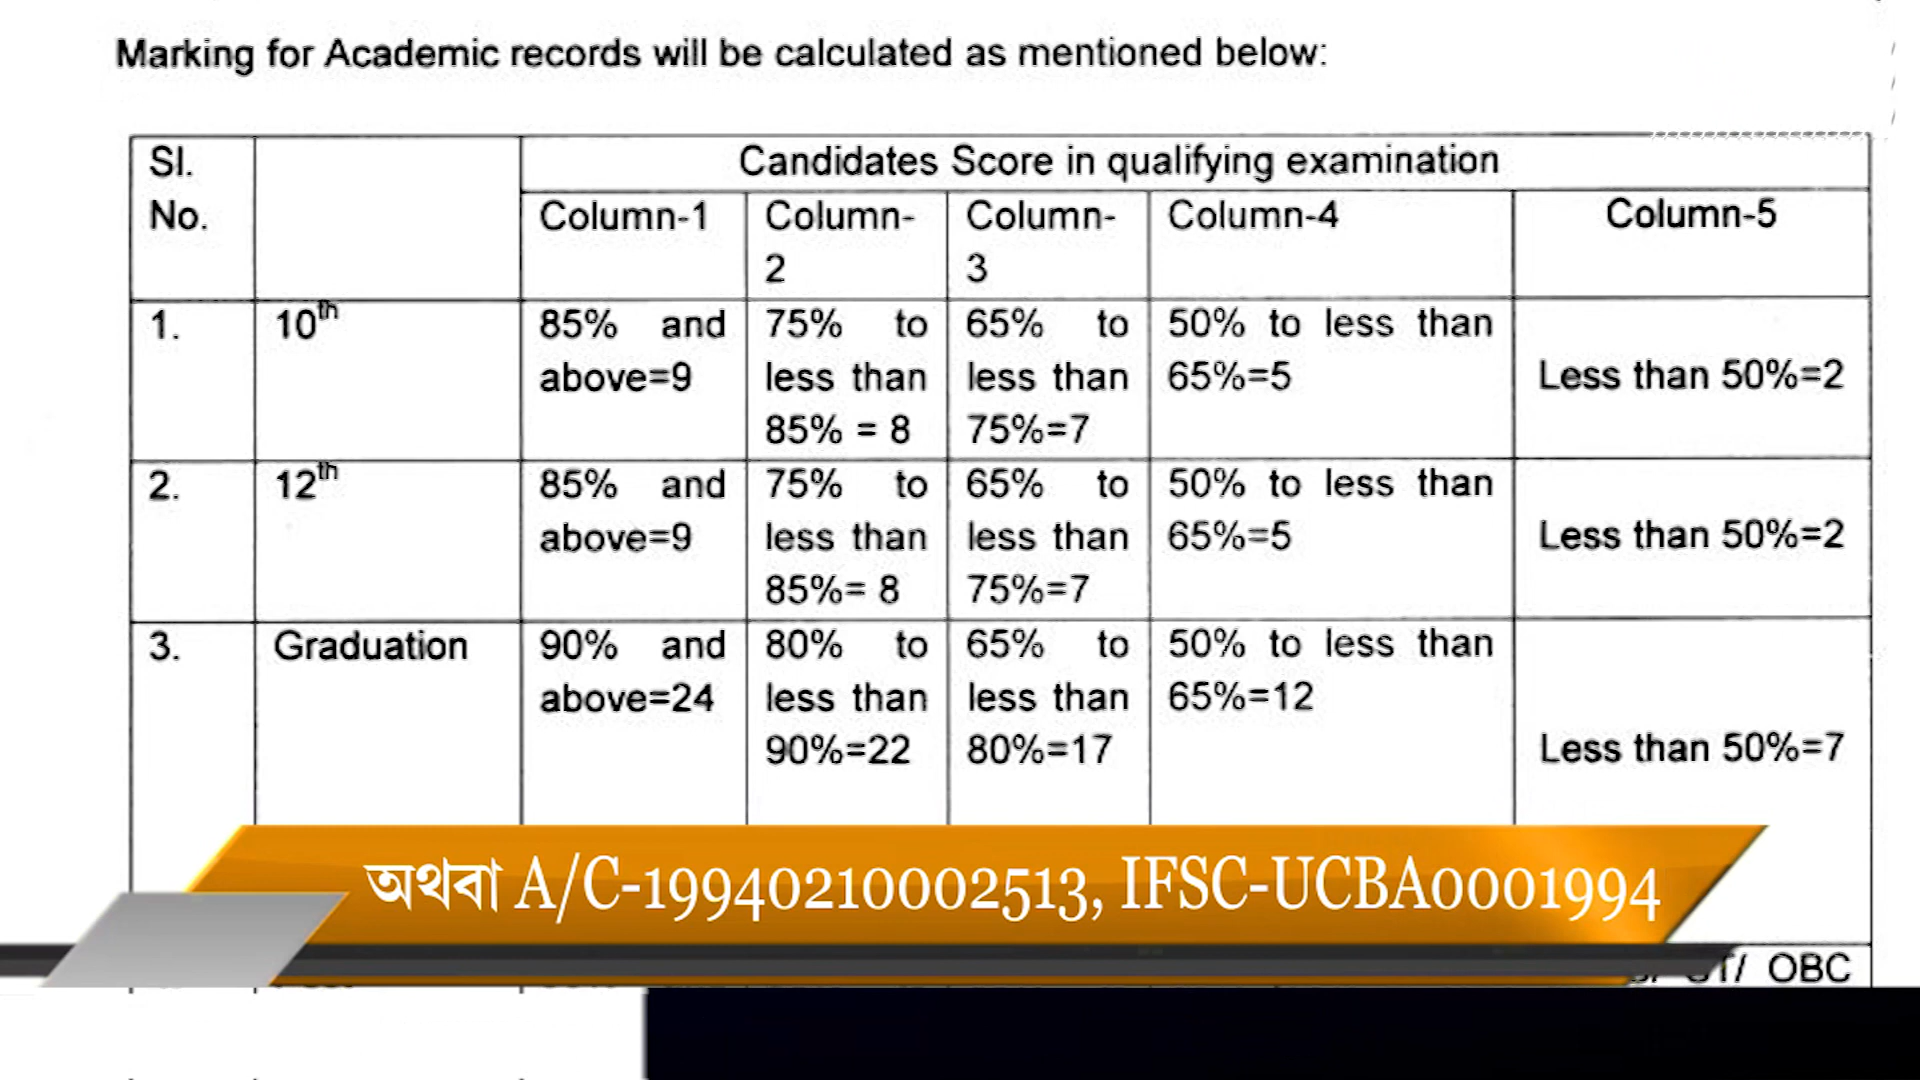 Marking for Academic records will be calculated as mentioned below:
Sl. No.
Candidates Score in qualifying examination
Column-1
Column-2
Column-3
Column-4
Column-5
1.
10th
85% and
above=9
75% to
less than
85% = 8
65% to
less than
75%=7
50% to less than
65%=5
Less than 50%=2
2.
12th
85% and
above=9
75% to
less than
85%= 8
65% to
less than
75%=7
50% to less than
65%=5
Less than 50%=2
3.
Graduation
90% and
above=24
80% to
less than
90%=22
65% to
less than
80%=17
50% to less than
65%=12
Less than 50%=7
অথবা A/C-19940210002513, IFSC-UCBA0001994
OBC